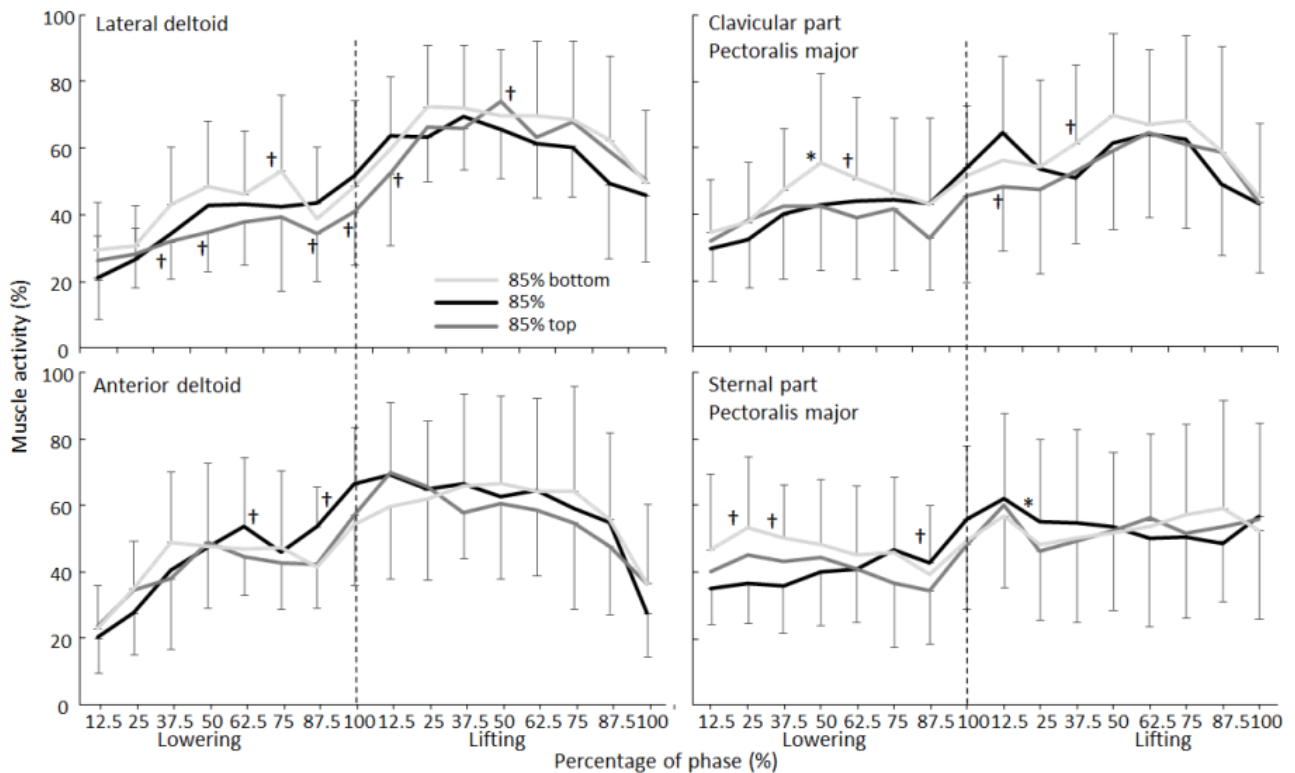 Muscle activity (%)
Lateral deltoid
100
80
60
40
20
0
†
†
†
†
†
†
†
85% bottom
85%
85% top
Clavicular part
Pectoralis major
*
†
†
†
Anterior deltoid
100
80
60
40
20
0
†
†
12.5 25 37.5 50 62.5 75 87.5 100 12.5 25 37.5 50 62.5 75 87.5 100
Lowering Lifting
Sternal part
Pectoralis major
†
†
†
*
12.5 25 37.5 50 62.5 75 87.5 100 12.5 25 37.5 50 62.5 75 87.5 100
Lowering Lifting
Percentage of phase (%)